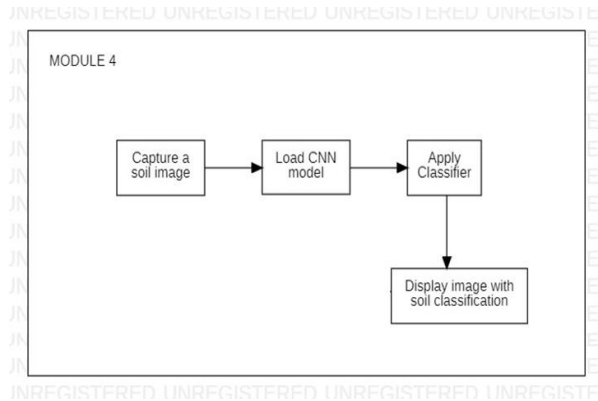 UNREGISTERED UNREGISTERED UNREGISTERED UNREGISTE
MODULE 4
Capture a
soil image
Load CNN
model
Apply
Classifier
Display image with
soil classification
UNREGISTERED UNREGISTERED UNREGISTERED UNREGISTE